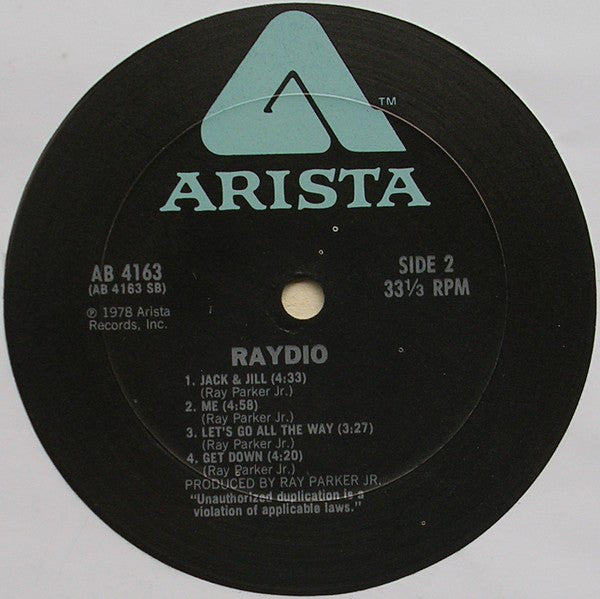 TM
ARISTA
AB 4163
(AB 4163 SB)
℗ 1978 Arista
Records, Inc.
SIDE 2
33⅓ RPM
RAYDIO
1. JACK & JILL (4:33)
(Ray Parker Jr.)
2. ME (4:58)
(Ray Parker Jr.)
3. LET'S GO ALL THE WAY (3:27)
(Ray Parker Jr.)
4. GET DOWN (4:20)
(Ray Parker Jr.)
PRODUCED BY RAY PARKER JR.
"Unauthorized duplication is a
violation of applicable laws."